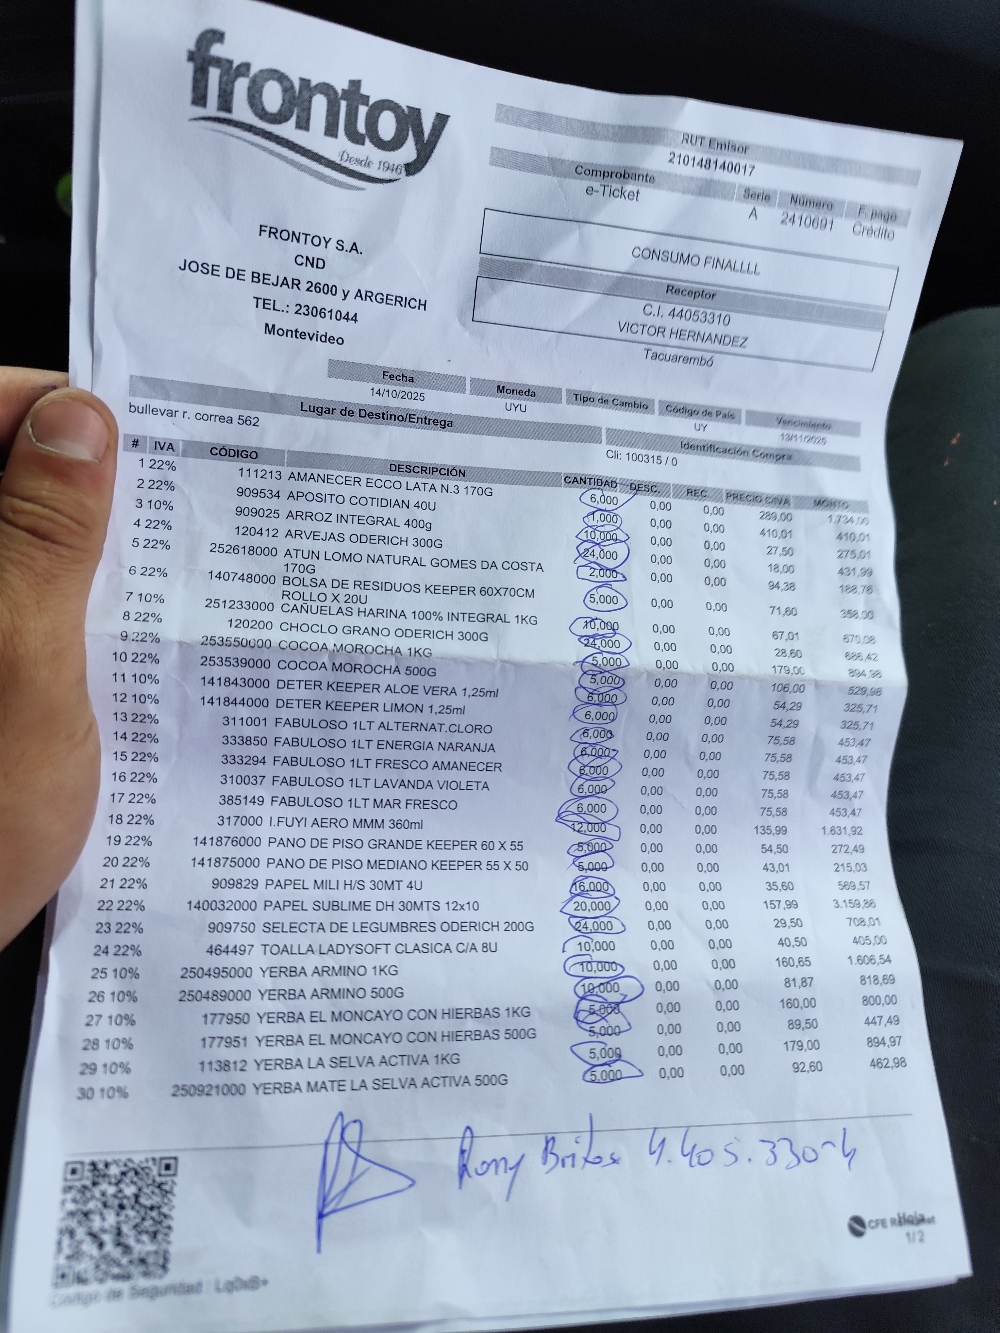 frontoy
Desde 1946
FRONTOY S.A.
CND
JOSE DE BEJAR 2600 y ARGERICH
TEL.: 23061044
Montevideo
RUT Emisor
210148140017
Comprobante Serie Número F. pago
e-Ticket A 2410691 Crédito
CONSUMO FINALLLL
Receptor
C.I. 44053310
VICTOR HERNANDEZ
Tacuarembó
Fecha Moneda Tipo de Cambio Código de País Vencimiento
14/10/2025 UYU UY 13/11/2025
Lugar de Destino/Entrega Identificación Compra
bullevar r. correa 562 Cli: 100315 / 0
# IVA CÓDIGO DESCRIPCIÓN CANTIDAD DESC. REC. PRECIO C/IVA MONTO
1 22% 111213 AMANECER ECCO LATA N.3 170G 6,000 0,00 0,00 289,00 1.734,00
2 22% 909534 APOSITO COTIDIAN 40U 1,000 0,00 0,00 410,01 410,01
3 10% 909025 ARROZ INTEGRAL 400g 10,000 0,00 0,00 27,50 275,01
4 22% 120412 ARVEJAS ODERICH 300G 24,000 0,00 0,00 18,00 431,99
5 22% 252618000 ATUN LOMO NATURAL GOMES DA COSTA 170G 2,000 0,00 0,00 94,38 188,76
6 22% 140748000 BOLSA DE RESIDUOS KEEPER 60X70CM ROLLO X 20U 5,000 0,00 0,00 71,60 358,00
7 10% 251233000 CAÑUELAS HARINA 100% INTEGRAL 1KG 10,000 0,00 0,00 67,01 670,08
8 22% 120200 CHOCLO GRANO ODERICH 300G 24,000 0,00 0,00 28,60 686,42
9 22% 253550000 COCOA MOROCHA 1KG 5,000 0,00 0,00 179,00 894,98
10 22% 253539000 COCOA MOROCHA 500G 5,000 0,00 0,00 106,00 529,98
11 10% 141843000 DETER KEEPER ALOE VERA 1,25ml 6,000 0,00 0,00 54,29 325,71
12 10% 141844000 DETER KEEPER LIMON 1,25ml 6,000 0,00 0,00 54,29 325,71
13 22% 311001 FABULOSO 1LT ALTERNAT.CLORO 6,000 0,00 0,00 75,58 453,47
14 22% 333850 FABULOSO 1LT ENERGIA NARANJA 6,000 0,00 0,00 75,58 453,47
15 22% 333294 FABULOSO 1LT FRESCO AMANECER 6,000 0,00 0,00 75,58 453,47
16 22% 310037 FABULOSO 1LT LAVANDA VIOLETA 6,000 0,00 0,00 75,58 453,47
17 22% 385149 FABULOSO 1LT MAR FRESCO 6,000 0,00 0,00 75,58 453,47
18 22% 317000 I.FUYI AERO MMM 360ml 12,000 0,00 0,00 135,99 1.631,92
19 22% 141876000 PANO DE PISO GRANDE KEEPER 60 X 55 5,000 0,00 0,00 54,50 272,49
20 22% 141875000 PANO DE PISO MEDIANO KEEPER 55 X 50 5,000 0,00 0,00 43,01 215,03
21 22% 909829 PAPEL MILI H/S 30MT 4U 16,000 0,00 0,00 35,60 569,57
22 22% 140032000 PAPEL SUBLIME DH 30MTS 12x10 20,000 0,00 0,00 157,99 3.159,86
23 22% 909750 SELECTA DE LEGUMBRES ODERICH 200G 24,000 0,00 0,00 29,50 708,01
24 22% 464497 TOALLA LADYSOFT CLASICA C/A 8U 10,000 0,00 0,00 40,50 405,00
25 10% 250495000 YERBA ARMINO 1KG 10,000 0,00 0,00 160,65 1.606,54
26 10% 250489000 YERBA ARMINO 500G 10,000 0,00 0,00 81,87 818,69
27 10% 177950 YERBA EL MONCAYO CON HIERBAS 1KG 5,000 0,00 0,00 160,00 800,00
28 10% 177951 YERBA EL MONCAYO CON HIERBAS 500G 5,000 0,00 0,00 89,50 447,49
29 10% 113812 YERBA LA SELVA ACTIVA 1KG 5,000 0,00 0,00 179,00 894,97
30 10% 250921000 YERBA MATE LA SELVA ACTIVA 500G 5,000 0,00 0,00 92,60 462,98
Rony Britos 4.405.330-4
CFE
Hoja
1/2
Código de Seguridad :